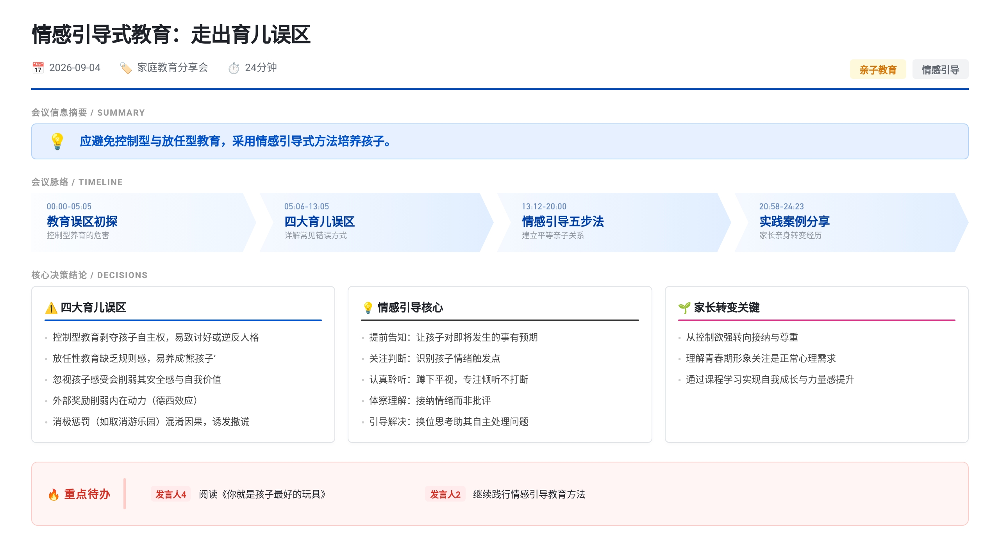 情感引导式教育：走出育儿误区
2026-09-04 家庭教育分享会 24分钟
亲子教育 情感引导
会议信息摘要 / SUMMARY
应避免控制型与放任型教育，采用情感引导式方法培养孩子。
会议脉络 / TIMELINE
00:00-05:05
教育误区初探
控制型养育的危害
05:06-13:05
四大育儿误区
详解常见错误方式
13:12-20:00
情感引导五步法
建立平等亲子关系
20:58-24:23
实践案例分享
家长亲身转变经历
核心决策结论 / DECISIONS
四大育儿误区
控制型教育剥夺孩子自主权，易致讨好或逆反人格
放任性教育缺乏规则感，易养成‘熊孩子’
忽视孩子感受会削弱其安全感与自我价值
外部奖励削弱内在动力（德西效应）
消极惩罚（如取消游乐园）混淆因果，诱发撒谎
情感引导核心
提前告知：让孩子对即将发生的事有预期
关注判断：识别孩子情绪触发点
认真聆听：蹲下平视，专注倾听不打断
体察理解：接纳情绪而非批评
引导解决：换位思考助其自主处理问题
家长转变关键
从控制欲强转向接纳与尊重
理解青春期形象关注是正常心理需求
通过课程学习实现自我成长与力量感提升
重点待办
发言人4 阅读《你就是孩子最好的玩具》
发言人2 继续践行情感引导教育方法